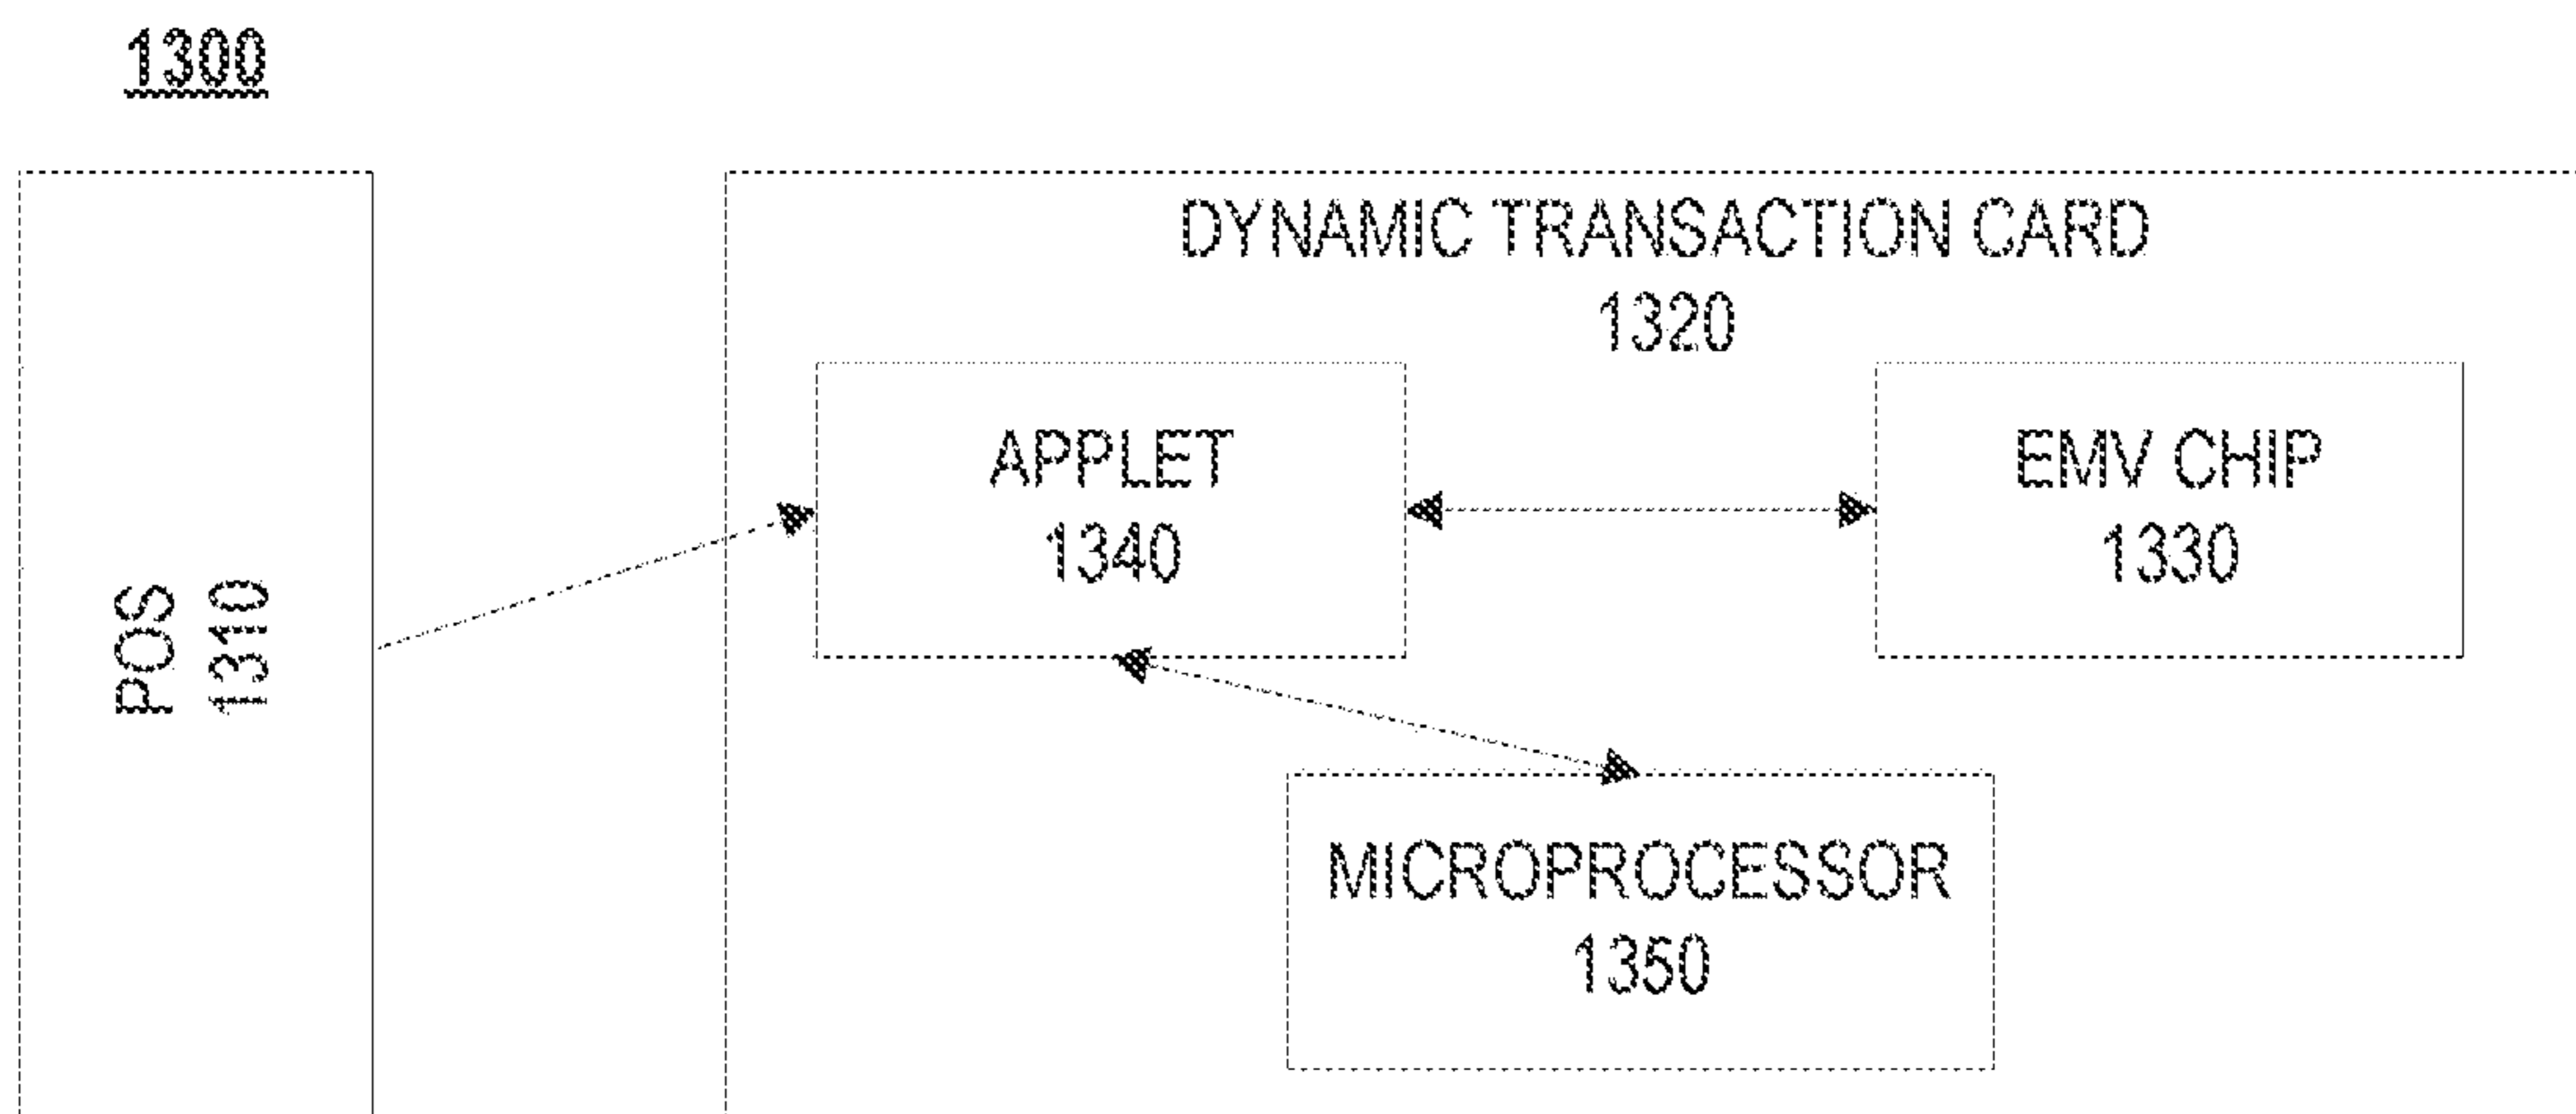 1300
POS
1310
DYNAMIC TRANSACTION CARD
1320
APPLET
1340
EMV CHIP
1330
MICROPROCESSOR
1350